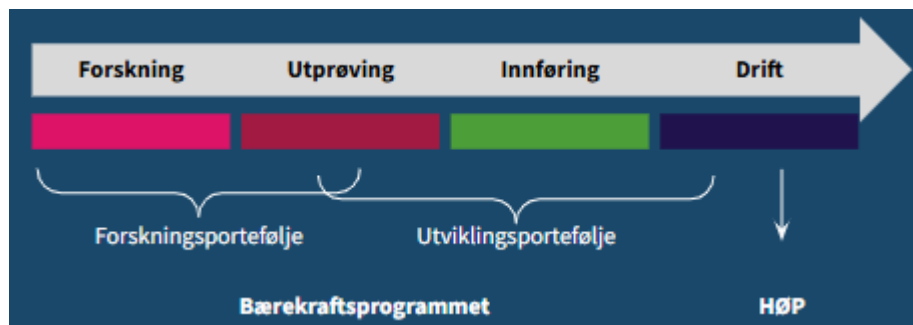 Forskning Utprøving Innføring Drift
Forskningsportefølje Utviklingsportefølje
Bærekraftsprogrammet HØP